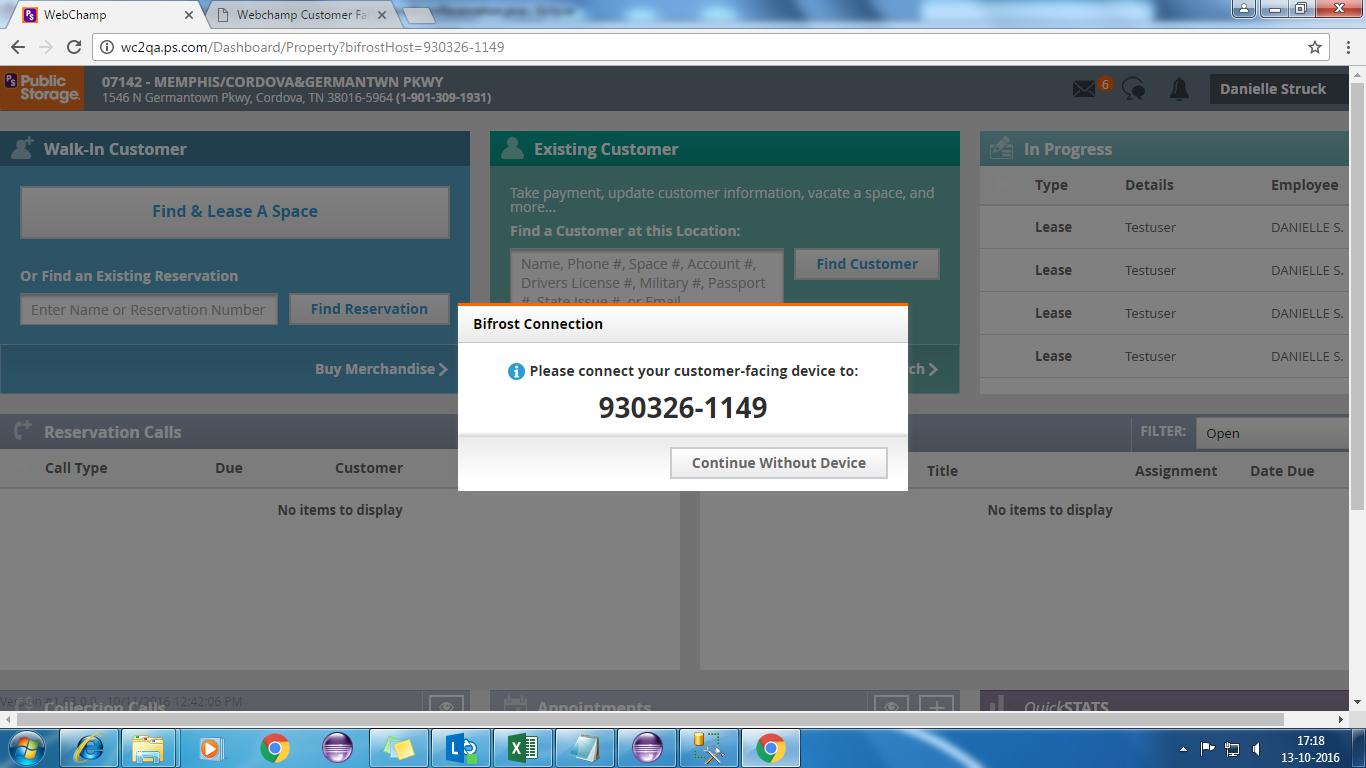 WebChamp
Webchamp Customer Fa
wc2qa.ps.com/Dashboard/Property?bifrostHost=930326-1149
PS Public Storage.
07142 - MEMPHIS/CORDOVA&GERMANTWN PKWY
1546 N Germantown Pkwy, Cordova, TN 38016-5964 (1-901-309-1931)
6
Danielle Struck
Walk-In Customer
Find & Lease A Space
Or Find an Existing Reservation
Enter Name or Reservation Number
Find Reservation
Buy Merchandise
Existing Customer
Take payment, update customer information, vacate a space, and
more...
Find a Customer at this Location:
Name, Phone #, Space #, Account #,
Drivers License #, Military #, Passport
#, State Issue #, or Email
Find Customer
rch
In Progress
Type Details Employee
Lease Testuser DANIELLE S.
Lease Testuser DANIELLE S.
Lease Testuser DANIELLE S.
Lease Testuser DANIELLE S.
Bifrost Connection
Please connect your customer-facing device to:
930326-1149
Continue Without Device
Reservation Calls
Call Type Due Customer
No items to display
FILTER: Open
Title Assignment Date Due
No items to display
Version #1.63.0.0 - 10/11/2016 12:42:06 PM
Collection Calls
Appointments
QuickSTATS
17:18
13-10-2016